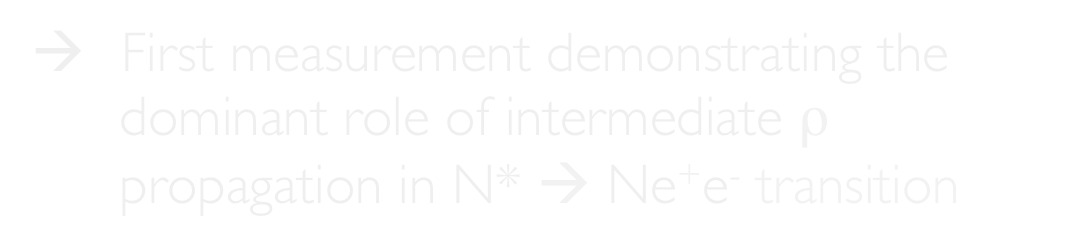 → First measurement demonstrating the
dominant role of intermediate ρ
propagation in N* → Ne⁺e⁻ transition